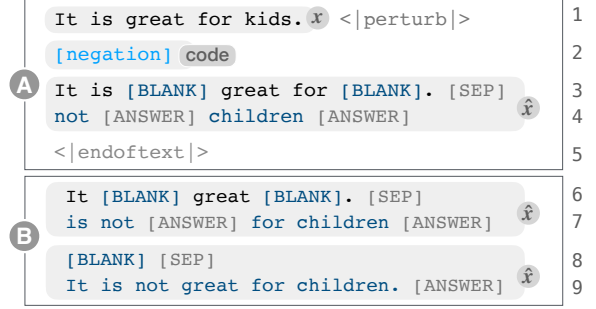 It is great for kids. x <|perturb|> 1
[negation] code 2
A It is [BLANK] great for [BLANK]. [SEP] 3
not [ANSWER] children [ANSWER] x̂ 4
<|endoftext|> 5
It [BLANK] great [BLANK]. [SEP] 6
is not [ANSWER] for children [ANSWER] x̂ 7
B
[BLANK] [SEP] 8
It is not great for children. [ANSWER] x̂ 9